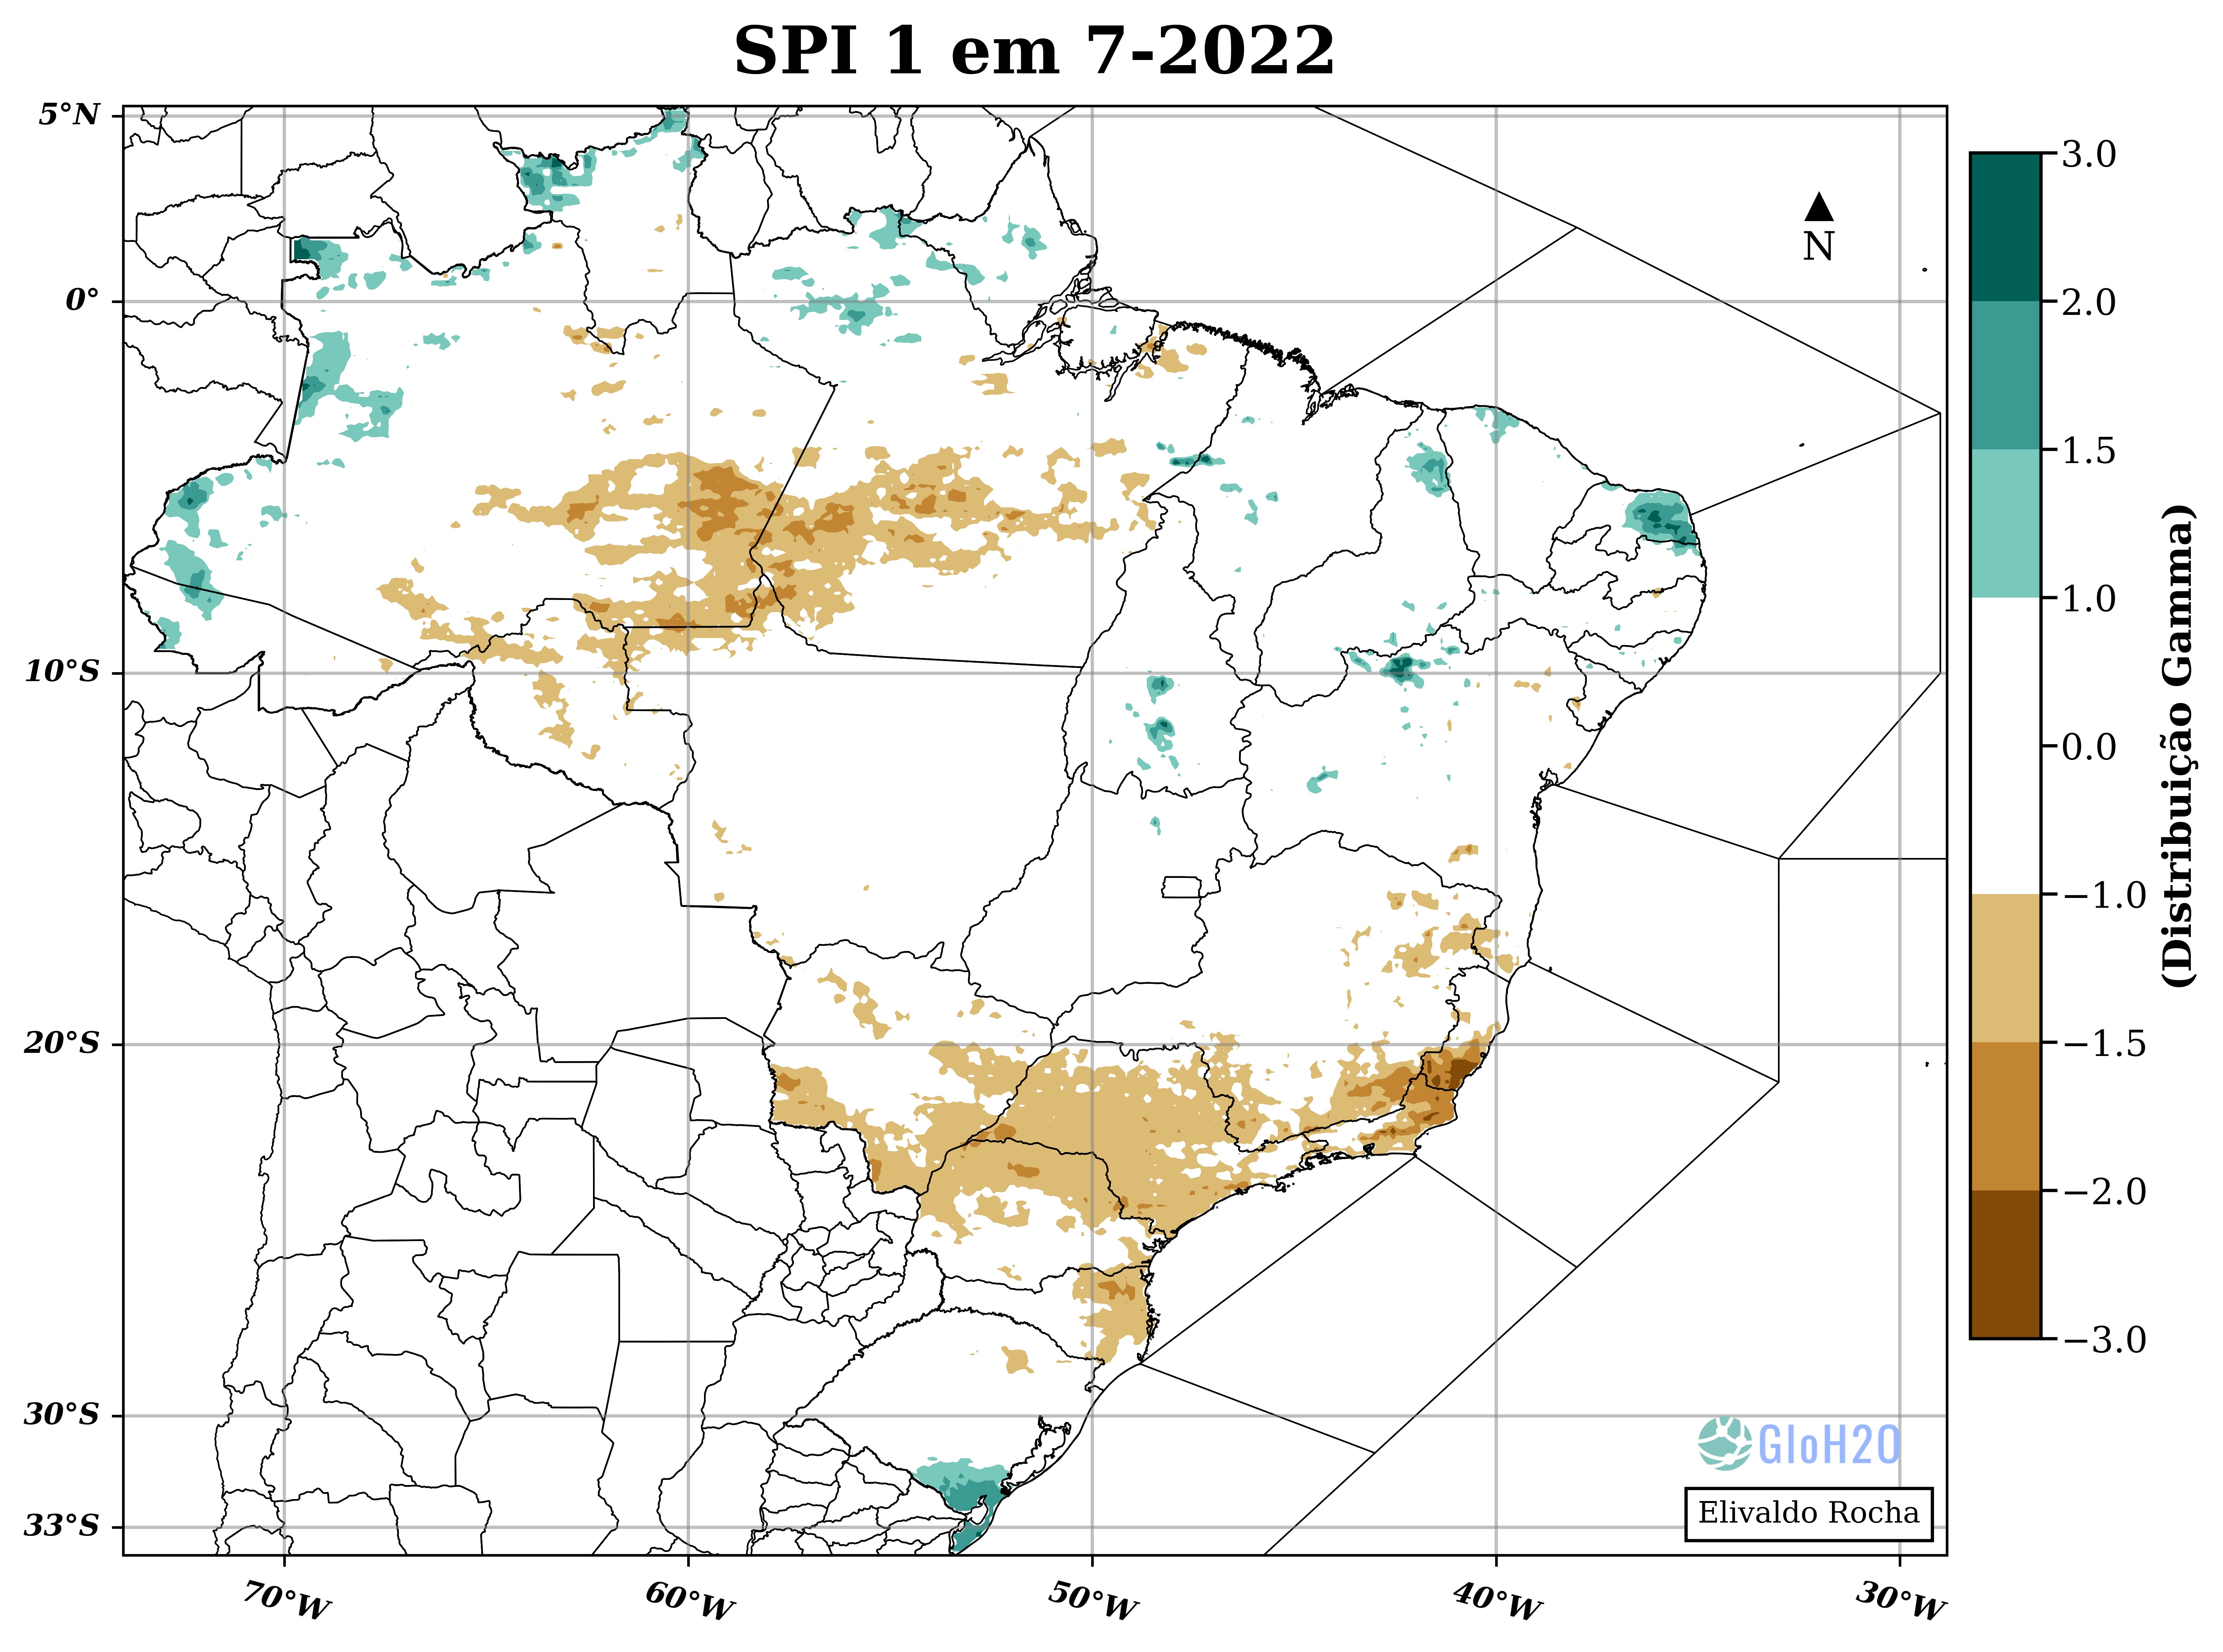 SPI 1 em 7-2022
5°N
0°
10°S
20°S
30°S
33°S
70°W
60°W
50°W
40°W
30°W
N
3.0
2.0
1.5
1.0
0.0
−1.0
−1.5
−2.0
−3.0
(Distribuição Gamma)
GloH2O
Elivaldo Rocha